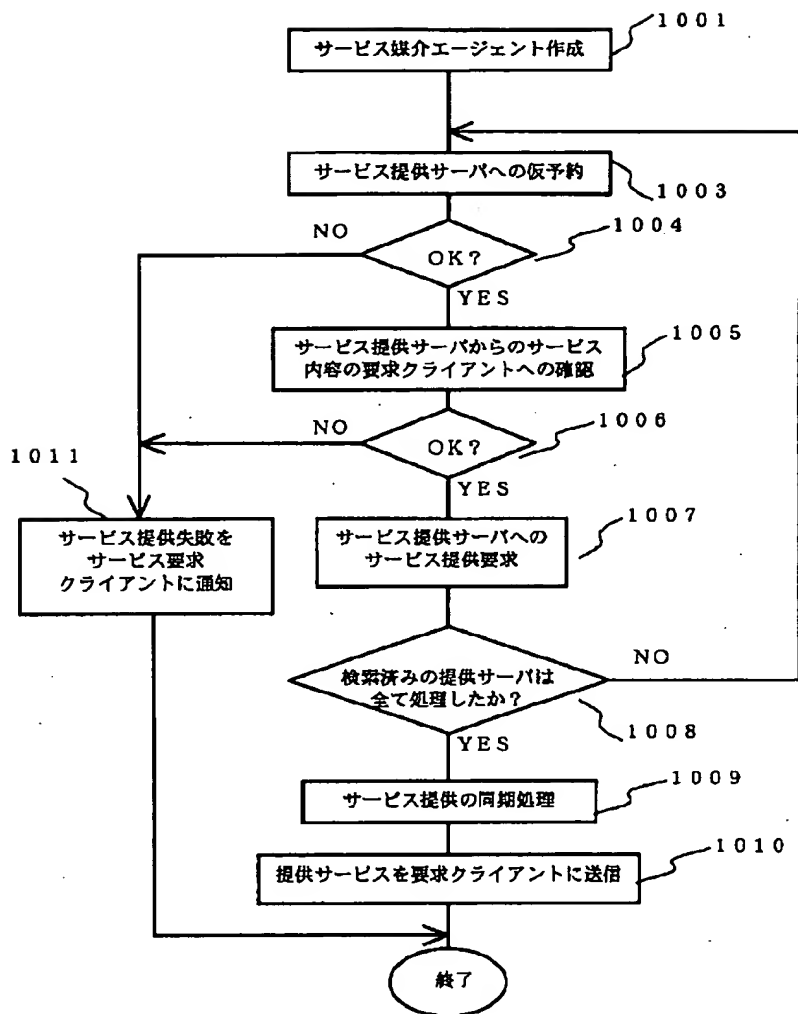 1001
サービス媒介エージェント作成
サービス提供サーバへの仮予約
1003
NO
1004
OK?
YES
サービス提供サーバからのサービス
内容の要求クライアントへの確認
1005
NO
OK?
1006
YES
1011
サービス提供失敗を
サービス要求
クライアントに通知
サービス提供サーバへの
サービス提供要求
1007
検索済みの提供サーバは
全て処理したか?
NO
1008
YES
サービス提供の同期処理
1009
提供サービスを要求クライアントに送信
1010
終了